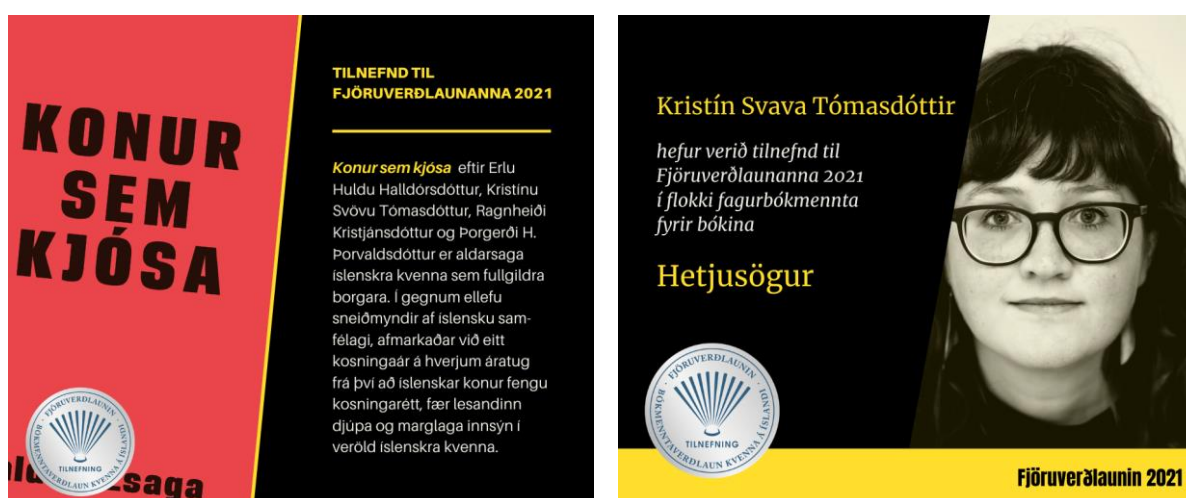 KONUR
SEM
KJÓSA
saga
FJÖRUVERÐLAUNIN
BÓKMENNTAVERÐLAUN KVENNA Á ÍSLANDI
TILNEFNING
TILNEFND TIL
FJÖRUVERÐLAUNANNA 2021
Konur sem kjósa eftir Erlu
Huldu Halldórsdóttur, Kristínu
Svövu Tómasdóttur, Ragnheiði
Kristjánsdóttur og Þorgerði H.
Þorvaldsdóttur er aldarsaga
íslenskra kvenna sem fullgildra
borgara. Í gegnum ellefu
sneiðmyndir af íslensku sam-
félagi, afmarkaðar við eitt
kosningaár á hverjum áratug
frá því að íslenskar konur fengu
kosningarétt, fær lesandinn
djúpa og marglaga innsýn í
veröld íslenskra kvenna.
Kristín Svava Tómasdóttir
hefur verið tilnefnd til
Fjöruverðlaunanna 2021
í flokki fagurbókmennta
fyrir bókina
Hetjusögur
FJÖRUVERÐLAUNIN
BÓKMENNTAVERÐLAUN KVENNA Á ÍSLANDI
TILNEFNING
Fjöruverðlaunin 2021